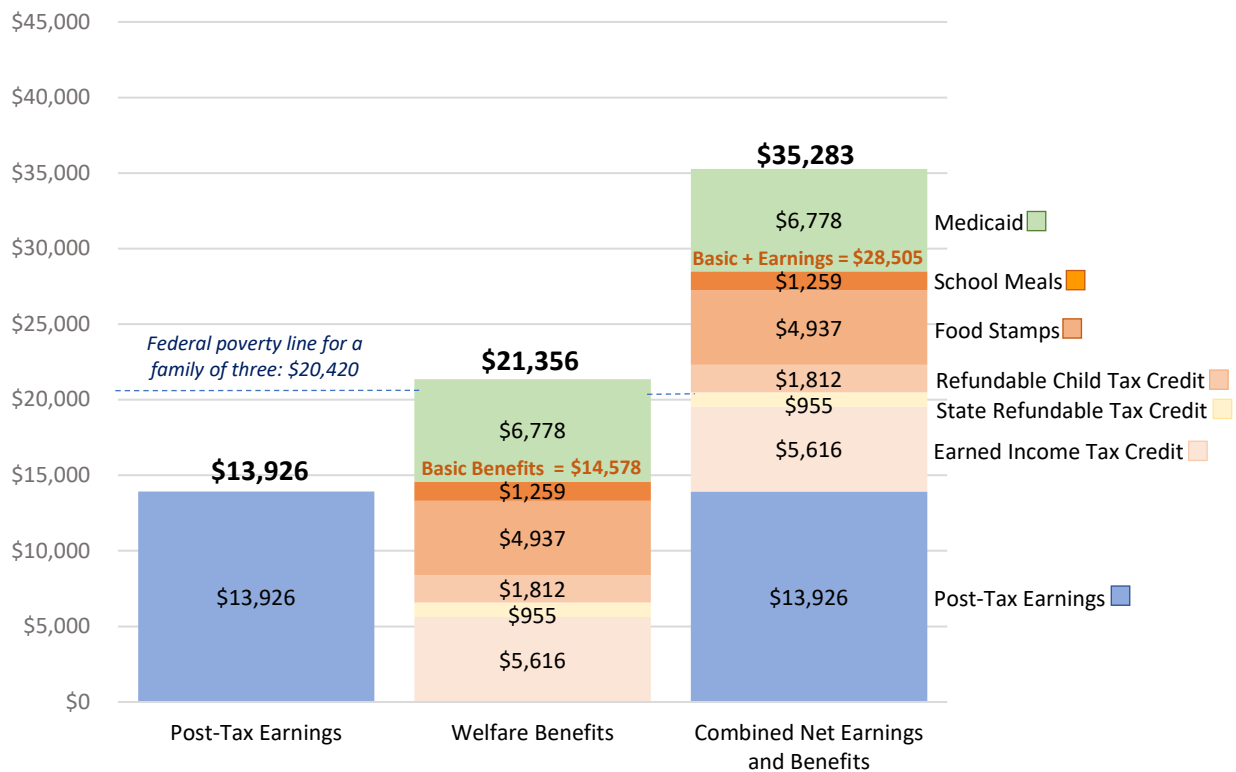 $45,000
$40,000
$35,000
$30,000
$25,000
$20,000
$15,000
$10,000
$5,000
$0
Federal poverty line for a
family of three: $20,420
$13,926
$13,926
$21,356
$6,778
Basic Benefits = $14,578
$1,259
$4,937
$1,812
$955
$5,616
$35,283
$6,778
Basic + Earnings = $28,505
$1,259
$4,937
$1,812
$955
$5,616
$13,926
Medicaid
School Meals
Food Stamps
Refundable Child Tax Credit
State Refundable Tax Credit
Earned Income Tax Credit
Post-Tax Earnings
Post-Tax Earnings
Welfare Benefits
Combined Net Earnings
and Benefits